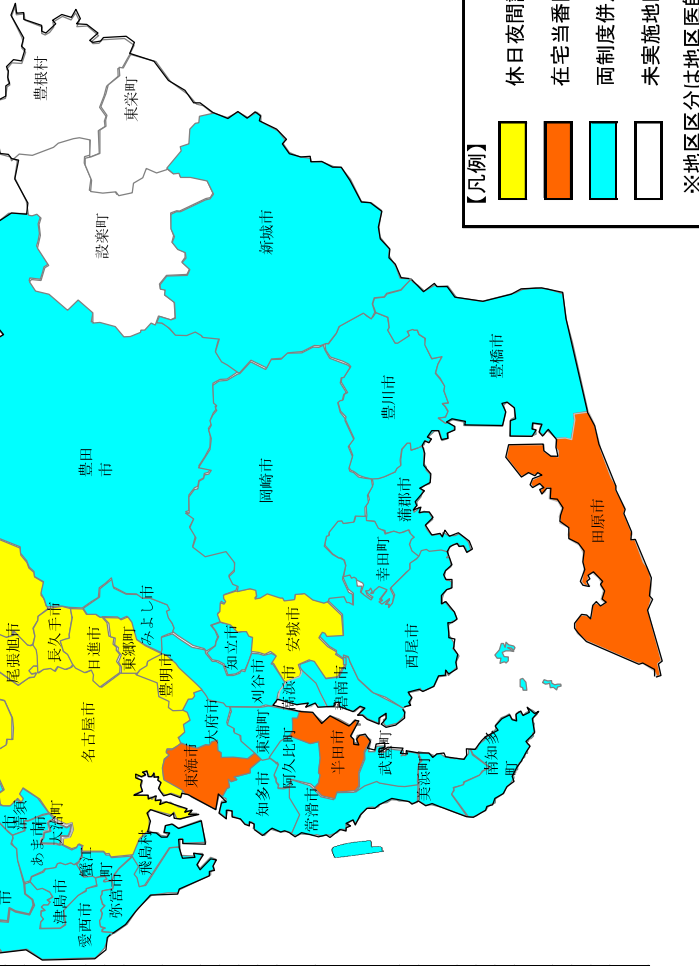 豊根村
東栄町
設楽町
新城市
豊橋市
豊川市
豊田
市
岡崎市
蒲郡市
幸田町
田原市
西尾市
安城市
知立市
みよし市
尾張旭市
長久手市
日進市
東郷町
豊明市
刈谷市
高浜市
碧南市
名古屋市
大府市
東浦町
阿久比町
半田市
武豊町
美浜町
南知多
町
東海市
知多市
常滑市
清須
市
あま市
大治町
蟹江
町
飛島村
津島市
愛西市
弥富市
市
【凡例】
休日夜間
在宅当番
両制度併
未実施地
※地区区分は地区医師